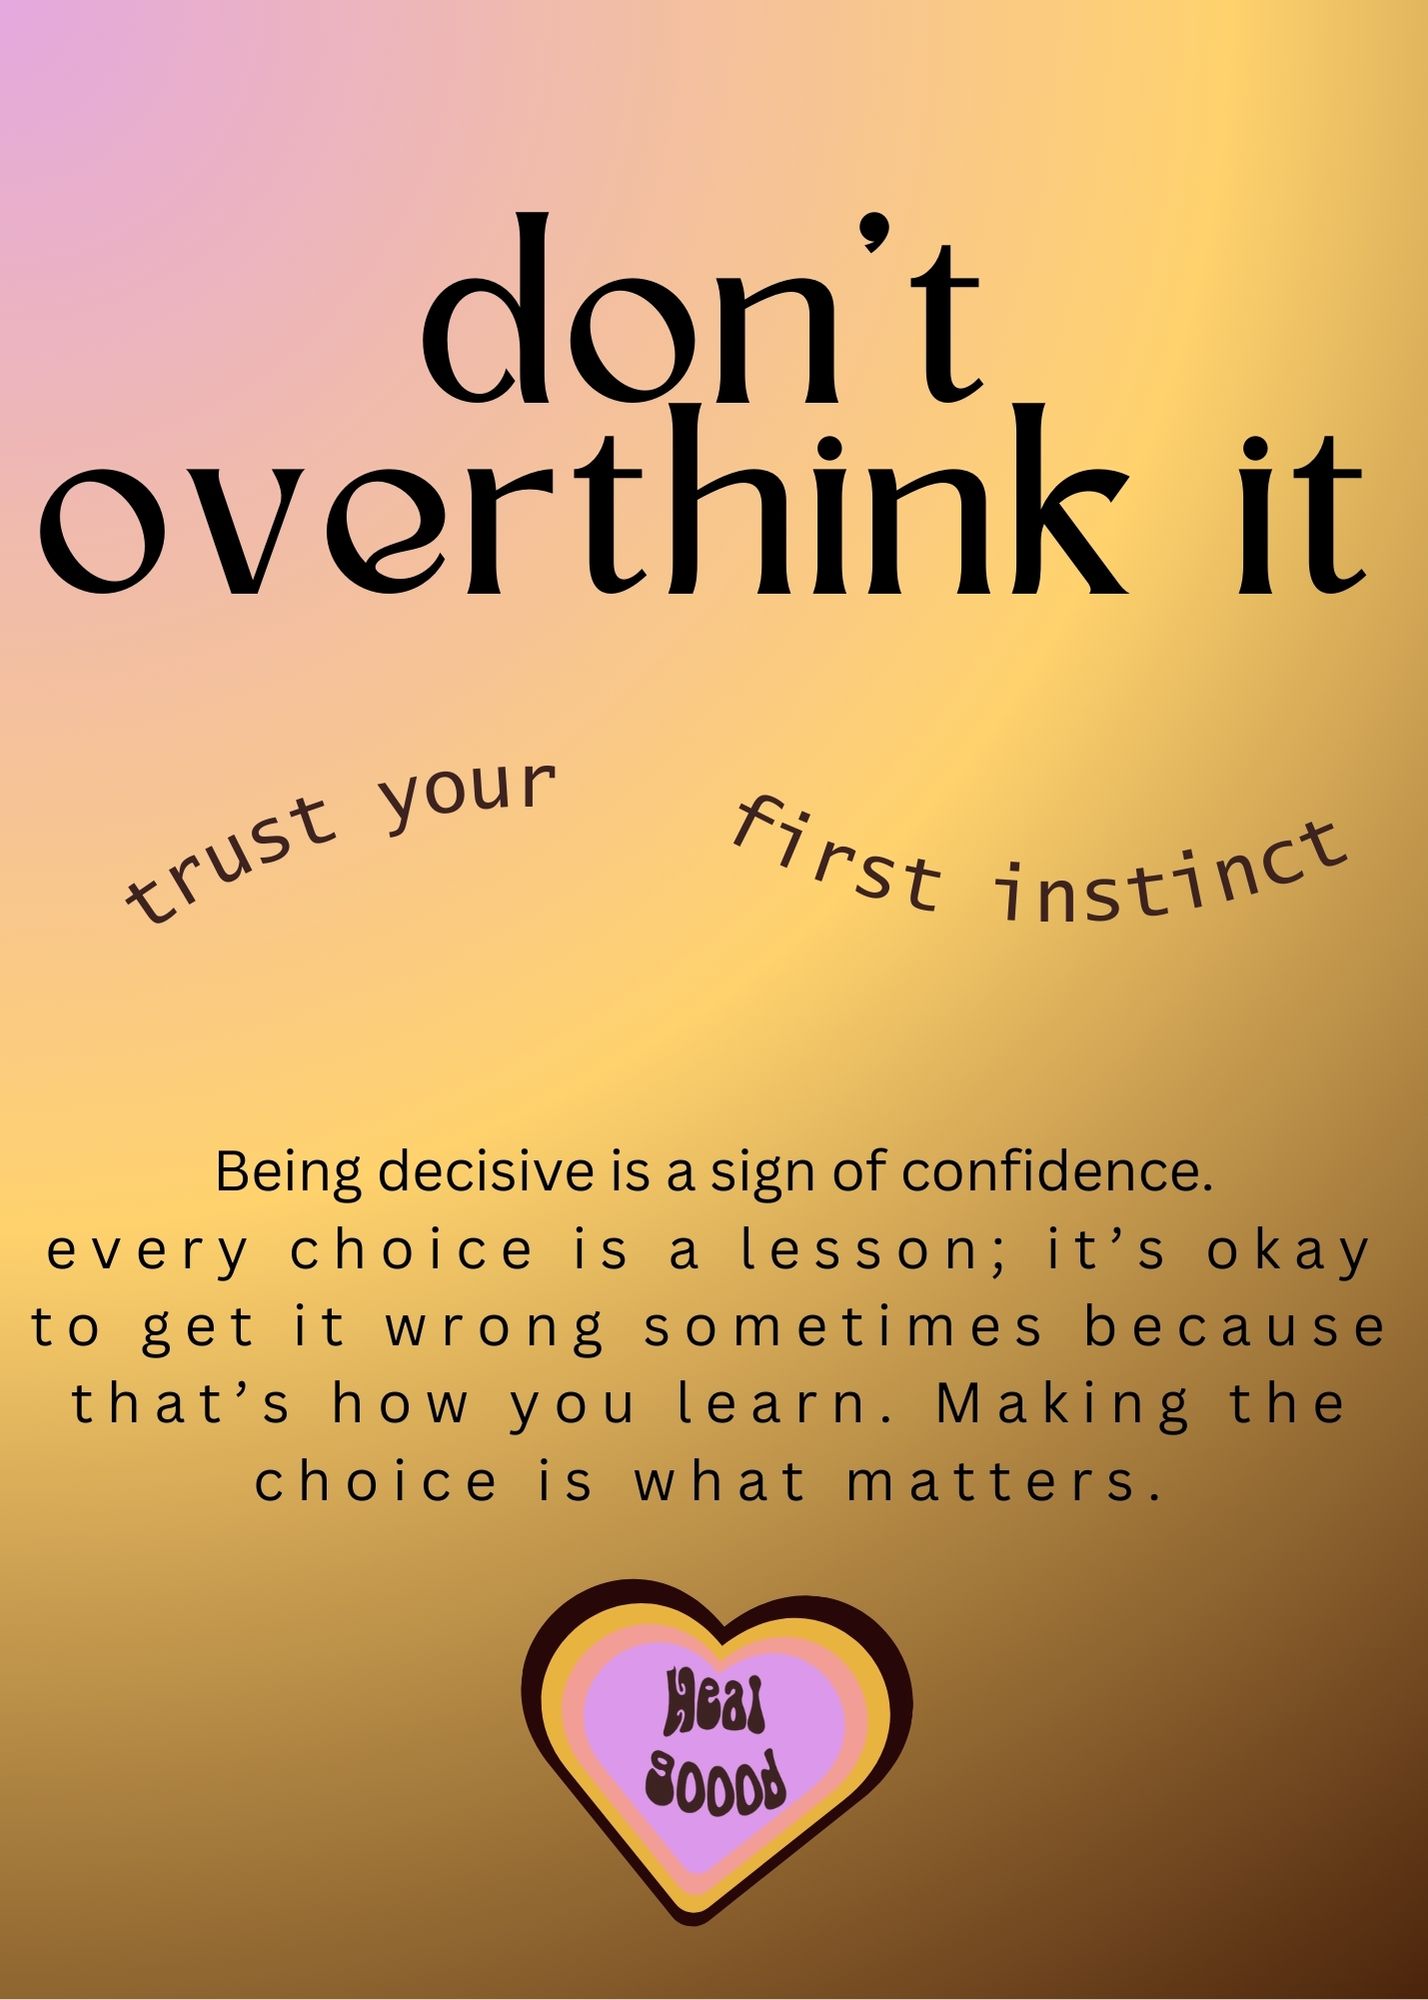 don’t
overthink it
trust your first instinct
Being decisive is a sign of confidence.
every choice is a lesson; it’s okay
to get it wrong sometimes because
that’s how you learn. Making the
choice is what matters.
Heal
goood